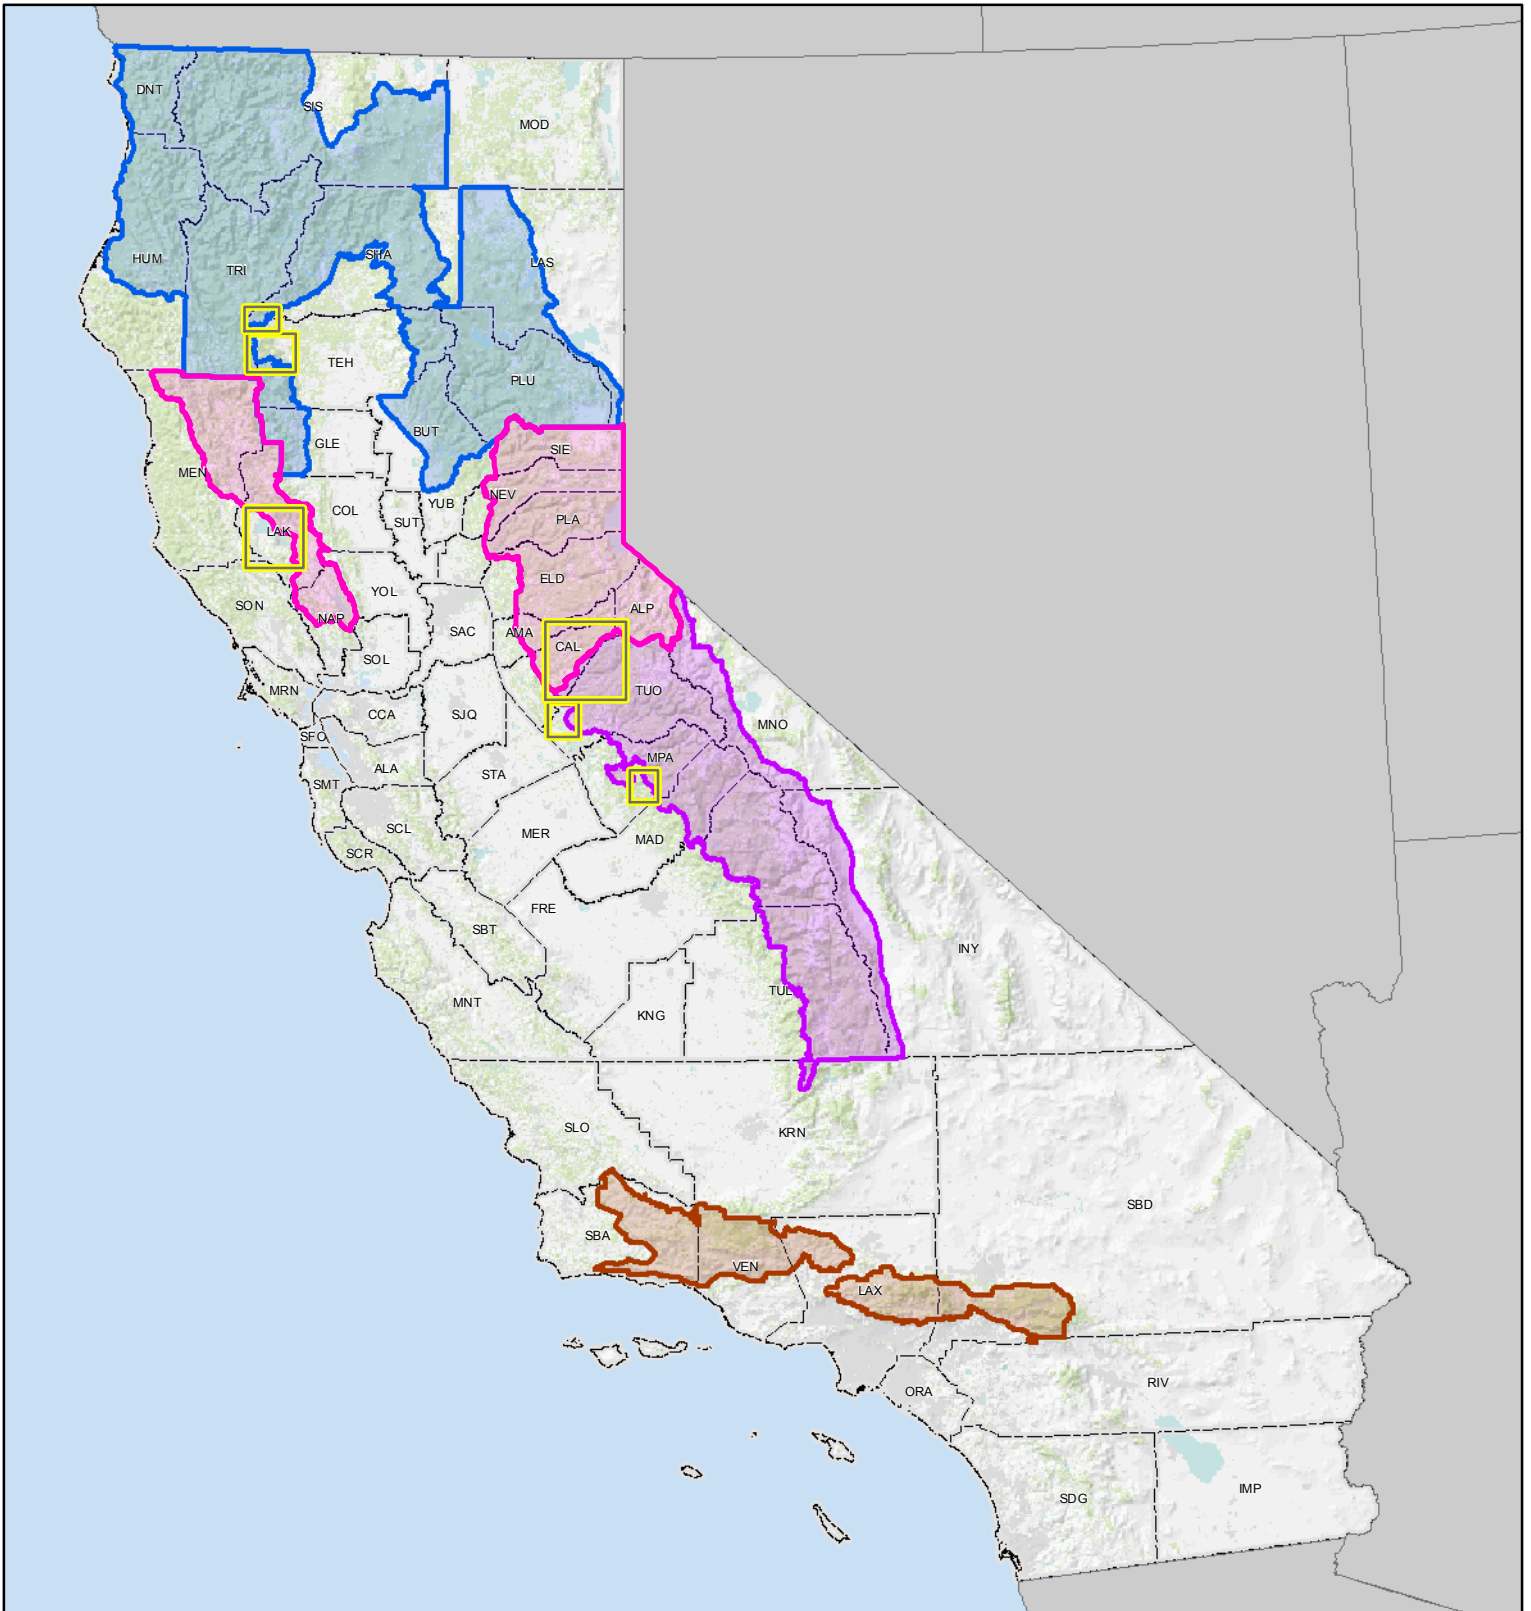 DNT
SIS
MOD
HUM
TRI
SHA
LAS
TEH
PLU
BUT
GLE
SIE
MEN
NEV
YUB
COL
SUT
PLA
LAK
ELD
YOL
SON
ALP
NAP
SAC
AMA
CAL
SOL
MRN
TUO
CCA
SJQ
MNO
SFO
MPA
ALA
STA
SMT
SCL
MER
MAD
SCR
FRE
SBT
INY
TUL
MNT
KNG
SLO
KRN
SBD
SBA
VEN
LAX
RIV
ORA
IMP
SDG